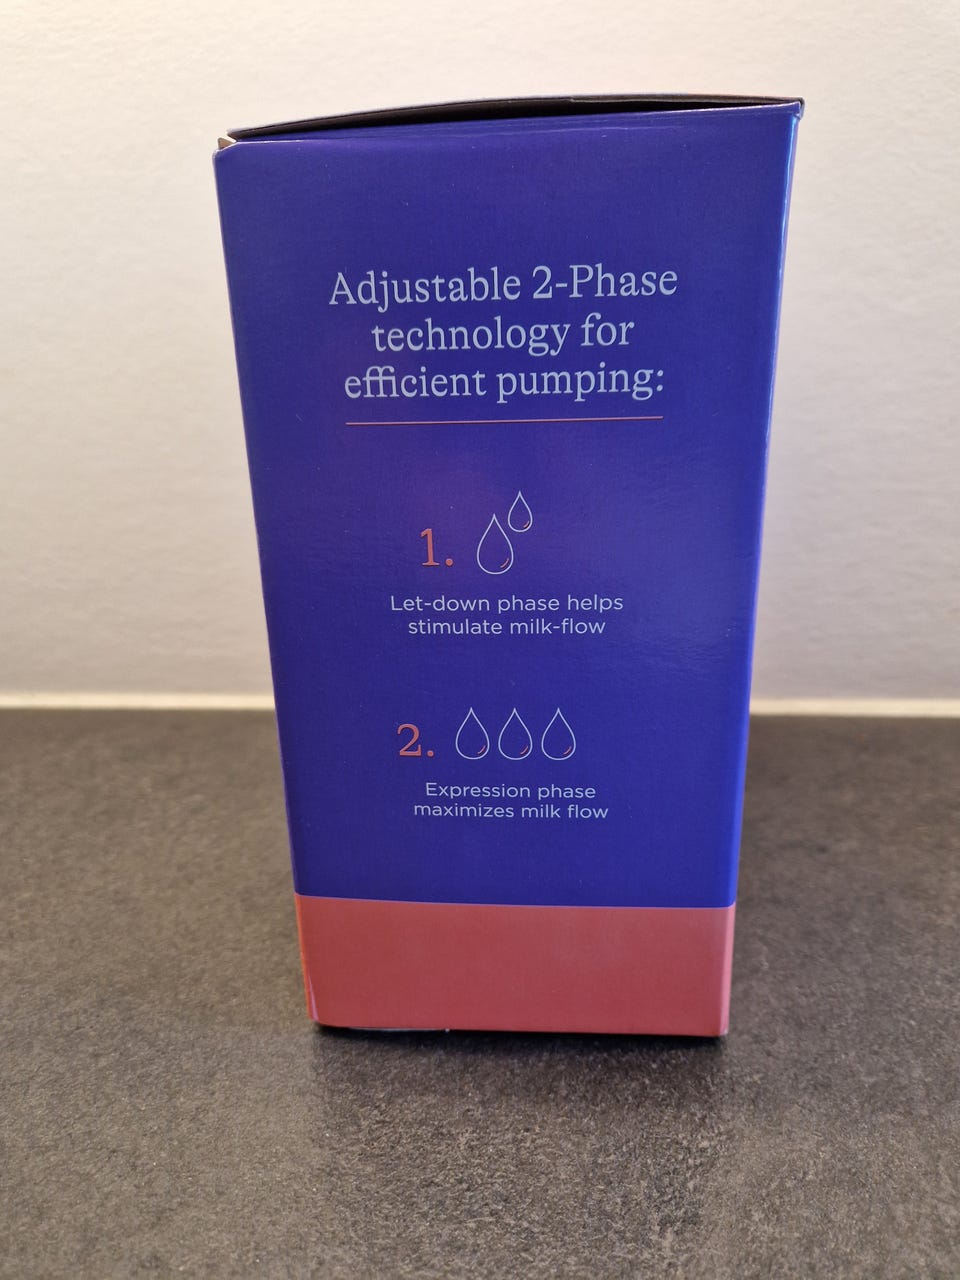 Adjustable 2-Phase
technology for
efficient pumping:
1.
Let-down phase helps
stimulate milk-flow
2.
Expression phase
maximizes milk flow